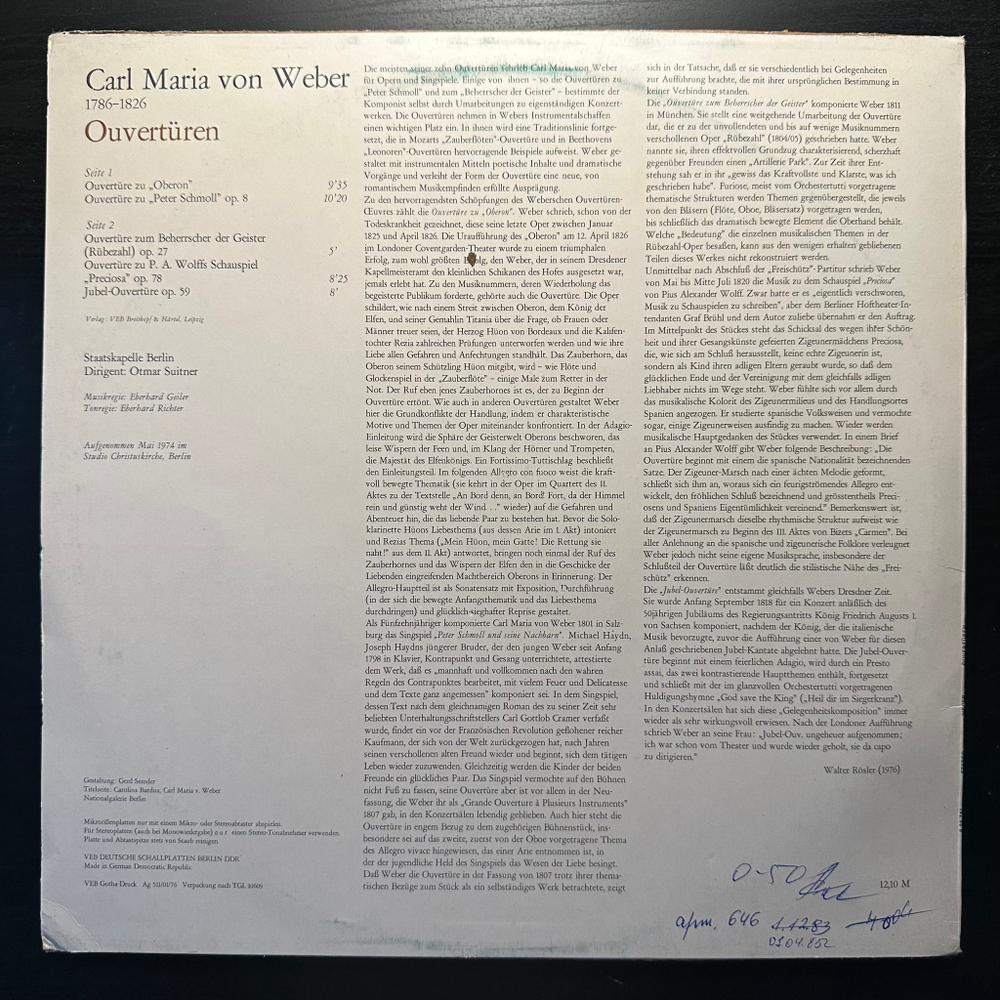 Carl Maria von Weber
1786–1826
Ouvertüren
Seite 1
Ouvertüre zu „Oberon" 9'35
Ouvertüre zu „Peter Schmoll" op. 8 10'20
Seite 2
Ouvertüre zum Beherrscher der Geister
(Rübezahl) op. 27 5'
Ouvertüre zu P. A. Wolffs Schauspiel
„Preciosa" op. 78 8'25
Jubel-Ouvertüre op. 59 8'
Verlag: VEB Breitkopf & Härtel, Leipzig
Staatskapelle Berlin
Dirigent: Otmar Suitner
Musikregie: Eberhard Geiler
Tonregie: Eberhard Richter
Aufgenommen Mai 1974 im
Studio Christuskirche, Berlin
Gestaltung: Gerd Semder
Titelseite: Carolina Bardua, Carl Maria v. Weber
Nationalgalerie Berlin
Mikrorillenplatten nur mit einem Mikro- oder Stereoabtaster abspielen.
Für Stereoplatten (auch bei Monowiedergabe) nur einen Stereo-Tonabnehmer verwenden.
Platte und Abtastspitze stets von Staub reinigen.
VEB DEUTSCHE SCHALLPLATTEN BERLIN DDR
Made in German Democratic Republic
VEB Gotha-Druck Ag 511/01/76 Verpackung nach TGL 10609
Die meisten seiner zehn Ouvertüren schrieb Carl Maria von Weber
für Opern und Singspiele. Einige von ihnen – so die Ouvertüren zu
„Peter Schmoll" und zum „Beherrscher der Geister" – bestimmte der
Komponist selbst durch Umarbeitungen zu eigenständigen Konzert-
werken. Die Ouvertüren nehmen in Webers Instrumentalschaffen
einen wichtigen Platz ein. In ihnen wird eine Traditionslinie fortge-
setzt, die in Mozarts „Zauberflöten"-Ouvertüre und in Beethovens
„Leonoren"-Ouvertüren hervorragende Beispiele aufweist. Weber ge-
staltet mit instrumentalen Mitteln poetische Inhalte und dramatische
Vorgänge und verleiht der Form der Ouvertüre eine neue, von
romantischem Musikempfinden erfüllte Ausprägung.
Zu den hervorragendsten Schöpfungen des Weberschen Ouvertüren-
Œuvres zählt die Ouvertüre zu „Oberon". Weber schrieb, schon von der
Todeskrankheit gezeichnet, diese seine letzte Oper zwischen Januar
1825 und April 1826. Die Uraufführung des „Oberon" am 12. April 1826
im Londoner Coventgarden-Theater wurde zu einem triumphalen
Erfolg, zum wohl größten Erfolg, den Weber, der in seinem Dresdener
Kapellmeisteramt den kleinlichen Schikanen des Hofes ausgesetzt war,
jemals erlebt hat. Zu den Musiknummern, deren Wiederholung das
begeisterte Publikum forderte, gehörte auch die Ouvertüre. Die Oper
schildert, wie nach einem Streit zwischen Oberon, dem König der
Elfen, und seiner Gemahlin Titania über die Frage, ob Frauen oder
Männer treuer seien, der Herzog Hüon von Bordeaux und die Kalifen-
tochter Rezia zahlreichen Prüfungen unterworfen werden und wie ihre
Liebe allen Gefahren und Anfechtungen standhält. Das Zauberhorn, das
Oberon seinem Schützling Hüon mitgibt, wird – wie Flöte und
Glockenspiel in der „Zauberflöte" – einige Male zum Retter in der
Not. Der Ruf eben jenes Zauberhornes ist es, der zu Beginn der
Ouvertüre ertönt. Wie auch in anderen Ouvertüren gestaltet Weber
hier die Grundkonflikte der Handlung, indem er charakteristische
Motive und Themen der Oper miteinander konfrontiert. In der Adagio-
Einleitung wird die Sphäre der Geisterwelt Oberons beschworen, das
leise Wispern der Feen und, im Klang der Hörner und Trompeten,
die Majestät des Elfenkönigs. Ein Fortissimo-Tuttischlag beschließt
den Einleitungsteil. Im folgenden Allegro con fuoco weist die kraft-
voll bewegte Thematik (sie kehrt in der Oper im Quartett des II.
Aktes zu der Textstelle „An Bord denn, an Bord! Fort, da der Himmel
rein und günstig weht der Wind . . ." wieder) auf die Gefahren und
Abenteuer hin, die das liebende Paar zu bestehen hat. Bevor die Solo-
klarinette Hüons Liebesthema (aus dessen Arie im I. Akt) intoniert
und Rezias Thema („Mein Hüon, mein Gatte! Die Rettung sie
naht!" aus dem II. Akt) antwortet, bringen noch einmal der Ruf des
Zauberhornes und das Wispern der Elfen den in die Geschicke der
Liebenden eingreifenden Machtbereich Oberons in Erinnerung. Der
Allegro-Hauptteil ist als Sonatensatz mit Exposition, Durchführung
(in der sich die bewegte Anfangsthematik und das Liebesthema
durchdringen) und glücklich-sieghafter Reprise gestaltet.
Als Fünfzehnjähriger komponierte Carl Maria von Weber 1801 in Salz-
burg das Singspiel „Peter Schmoll und seine Nachbarn". Michael Haydn,
Joseph Haydns jüngerer Bruder, der den jungen Weber seit Anfang
1798 in Klavier, Kontrapunkt und Gesang unterrichtete, attestierte
dem Werk, daß es „mannhaft und vollkommen nach den wahren
Regeln des Contrapunktes bearbeitet, mit vielem Feuer und Delicatesse
und dem Texte ganz angemessen" komponiert sei. In dem Singspiel,
dessen Text nach dem gleichnamigen Roman des zu seiner Zeit sehr
beliebten Unterhaltungsschriftstellers Carl Gottlob Cramer verfaßt
wurde, findet ein vor der Französischen Revolution geflohener reicher
Kaufmann, der sich von der Welt zurückgezogen hat, nach Jahren
seinen verschollenen alten Freund wieder und beginnt, sich dem tätigen
Leben wieder zuzuwenden. Gleichzeitig werden die Kinder der beiden
Freunde ein glückliches Paar. Das Singspiel vermochte auf den Bühnen
nicht Fuß zu fassen, seine Ouvertüre aber ist vor allem in der Neu-
fassung, die Weber ihr als „Grande Ouverture à Plusieurs Instruments"
1807 gab, in den Konzertsälen lebendig geblieben. Auch hier steht die
Ouvertüre in engem Bezug zu dem zugehörigen Bühnenstück, ins-
besondere sei auf das zweite, zuerst von der Oboe vorgetragene Thema
des Allegro vivace hingewiesen, das einer Arie entnommen ist, in
der der jugendliche Held des Singspiels das Wesen der Liebe besingt.
Daß Weber die Ouvertüre in der Fassung von 1807 trotz ihrer thema-
tischen Bezüge zum Stück als ein selbständiges Werk betrachtete, zeigt
sich in der Tatsache, daß er sie verschiedentlich bei Gelegenheiten
zur Aufführung brachte, die mit ihrer ursprünglichen Bestimmung in
keiner Verbindung standen.
Die „Ouvertüre zum Beherrscher der Geister" komponierte Weber 1811
in München. Sie stellt eine weitgehende Umarbeitung der Ouvertüre
dar, die er zu der unvollendeten und bis auf wenige Musiknummern
verschollenen Oper „Rübezahl" (1804/05) geschrieben hatte. Weber
nannte sie, ihren effektvollen Grundzug charakterisierend, scherzhaft
gegenüber Freunden einen „Artillerie Park". Zur Zeit ihrer Ent-
stehung sah er in ihr „gewiss das Kraftvollste und Klarste, was ich
geschrieben habe". Furiose, meist vom Orchestertutti vorgetragene
thematische Strukturen werden Themen gegenübergestellt, die jeweils
von den Bläsern (Flöte, Oboe, Bläsersatz) vorgetragen werden,
bis schließlich das dramatisch bewegte Element die Oberhand behält.
Welche „Bedeutung" die einzelnen musikalischen Themen in der
Rübezahl-Oper besaßen, kann aus den wenigen erhalten gebliebenen
Teilen dieses Werkes nicht rekonstruiert werden.
Unmittelbar nach Abschluß der „Freischütz"-Partitur schrieb Weber
von Mai bis Mitte Juli 1820 die Musik zu dem Schauspiel „Preciosa"
von Pius Alexander Wolff. Zwar hatte er es „eigentlich verschworen,
Musik zu Schauspielen zu schreiben", aber dem Berliner Hoftheater-In-
tendanten Graf Brühl und dem Autor zuliebe übernahm er den Auftrag.
Im Mittelpunkt des Stückes steht das Schicksal des wegen ihrer Schön-
heit und ihrer Gesangskünste gefeierten Zigeunermädchens Preciosa,
die, wie sich am Schluß herausstellt, keine echte Zigeunerin ist,
sondern als Kind ihren adligen Eltern geraubt wurde, so daß dem
glücklichen Ende und der Vereinigung mit dem gleichfalls adligen
Liebhaber nichts im Wege steht. Weber fühlte sich vor allem durch
das musikalische Kolorit des Zigeunermilieus und des Handlungsortes
Spanien angezogen. Er studierte spanische Volksweisen und vermochte
sogar, einige Zigeunerweisen ausfindig zu machen. Wieder werden
musikalische Hauptgedanken des Stückes verwendet. In einem Brief
an Pius Alexander Wolff gibt Weber folgende Beschreibung: „Die
Ouvertüre beginnt mit einem die spanische Nationalität bezeichnenden
Satze. Der Zigeuner-Marsch nach einer ächten Melodie geformt,
schließt sich ihm an, woraus sich ein feurigströmendes Allegro ent-
wickelt, den fröhlichen Schluß bezeichnend und grösstentheils Preci-
osens und Spaniens Eigentümlichkeit vereinend." Bemerkenswert ist,
daß der Zigeunermarsch dieselbe rhythmische Struktur aufweist wie
der Zigeunermarsch zu Beginn des III. Aktes von Bizets „Carmen". Bei
aller Anlehnung an die spanische und zigeunerische Folklore verleugnet
Weber jedoch nicht seine eigene Musiksprache, insbesondere der
Schlußteil der Ouvertüre läßt deutlich die stilistische Nähe des „Frei-
schütz" erkennen.
Die „Jubel-Ouvertüre" entstammt gleichfalls Webers Dresdner Zeit.
Sie wurde Anfang September 1818 für ein Konzert anläßlich des
50jährigen Jubiläums des Regierungsantritts König Friedrich Augusts I.
von Sachsen komponiert, nachdem der König, der die italienische
Musik bevorzugte, zuvor die Aufführung einer von Weber für diesen
Anlaß geschriebenen Jubel-Kantate abgelehnt hatte. Die Jubel-Ouver-
türe beginnt mit einem feierlichen Adagio, wird durch ein Presto
assai, das zwei kontrastierende Hauptthemen enthält, fortgesetzt
und schließt mit der im glanzvollen Orchestertutti vorgetragenen
Huldigungshymne „God save the King" („Heil dir im Siegerkranz").
In den Konzertsälen hat sich diese „Gelegenheitskomposition" immer
wieder als sehr wirkungsvoll erwiesen. Nach der Londoner Aufführung
schrieb Weber an seine Frau: „Jubel-Ouv. ungeheuer aufgenommen;
ich war schon vom Theater und wurde wieder geholt, sie da capo
zu dirigieren."
Walter Rösler (1976)
0-50
12,10 M
арт. 646 1.12.83